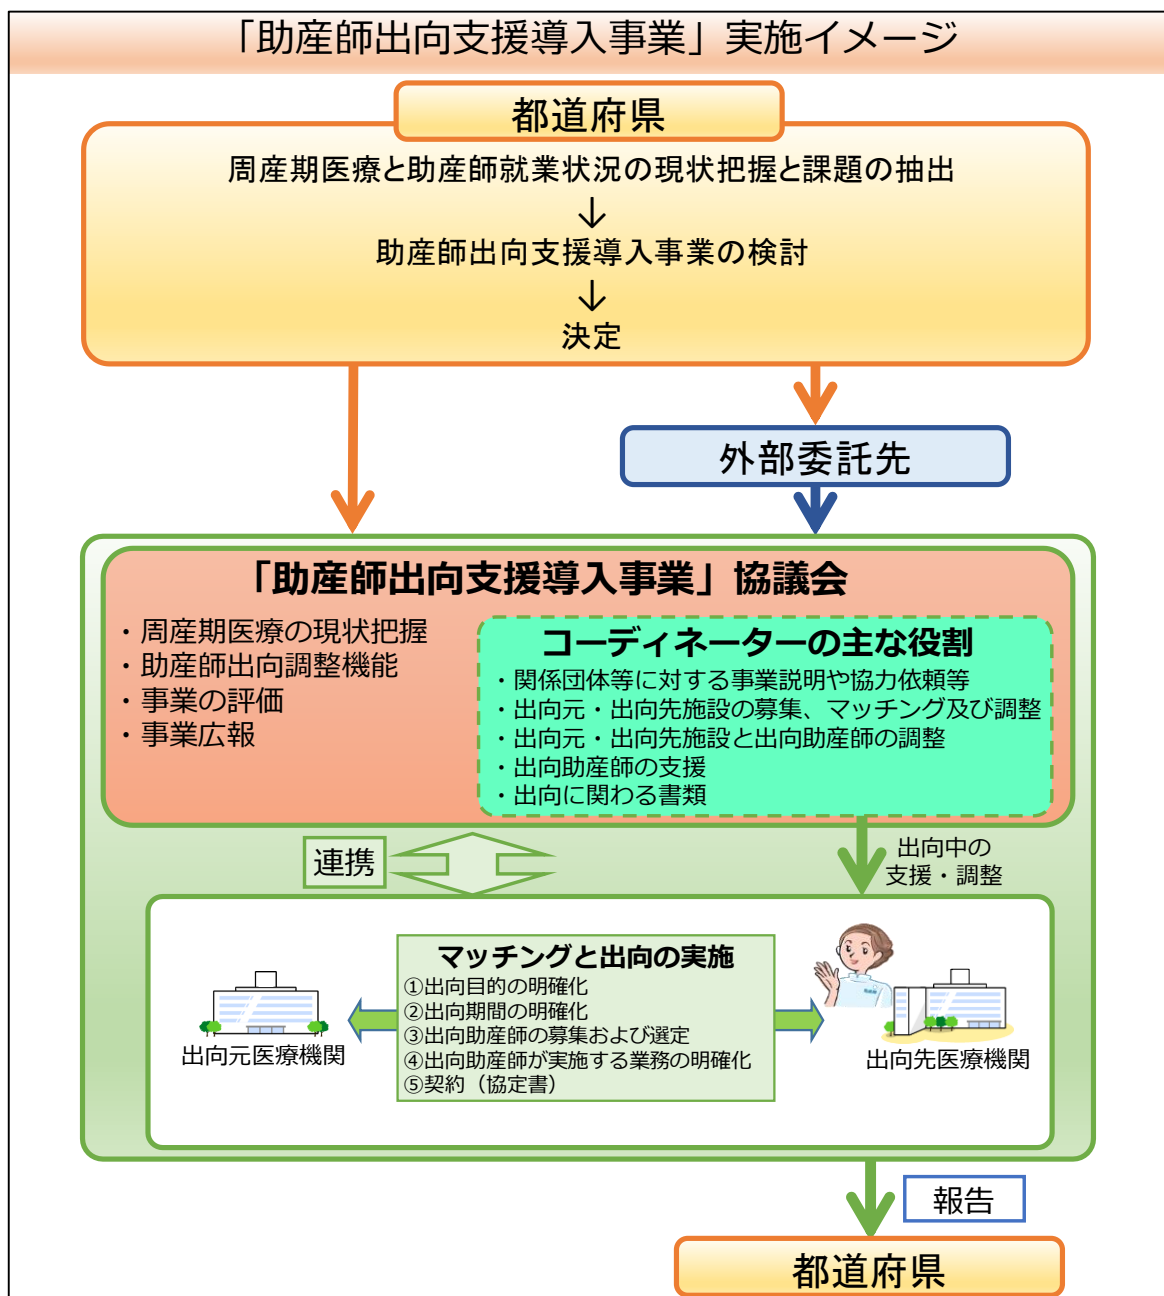 「助産師出向支援導入事業」実施イメージ
都道府県
周産期医療と助産師就業状況の現状把握と課題の抽出
↓
助産師出向支援導入事業の検討
↓
決定
外部委託先
「助産師出向支援導入事業」協議会
・周産期医療の現状把握
・助産師出向調整機能
・事業の評価
・事業広報
コーディネーターの主な役割
・関係団体等に対する事業説明や協力依頼等
・出向元・出向先施設の募集、マッチング及び調整
・出向元・出向先施設と出向助産師の調整
・出向助産師の支援
・出向に関わる書類
連携
出向中の
支援・調整
マッチングと出向の実施
①出向目的の明確化
②出向期間の明確化
③出向助産師の募集および選定
④出向助産師が実施する業務の明確化
⑤契約（協定書）
出向元医療機関
出向先医療機関
報告
都道府県